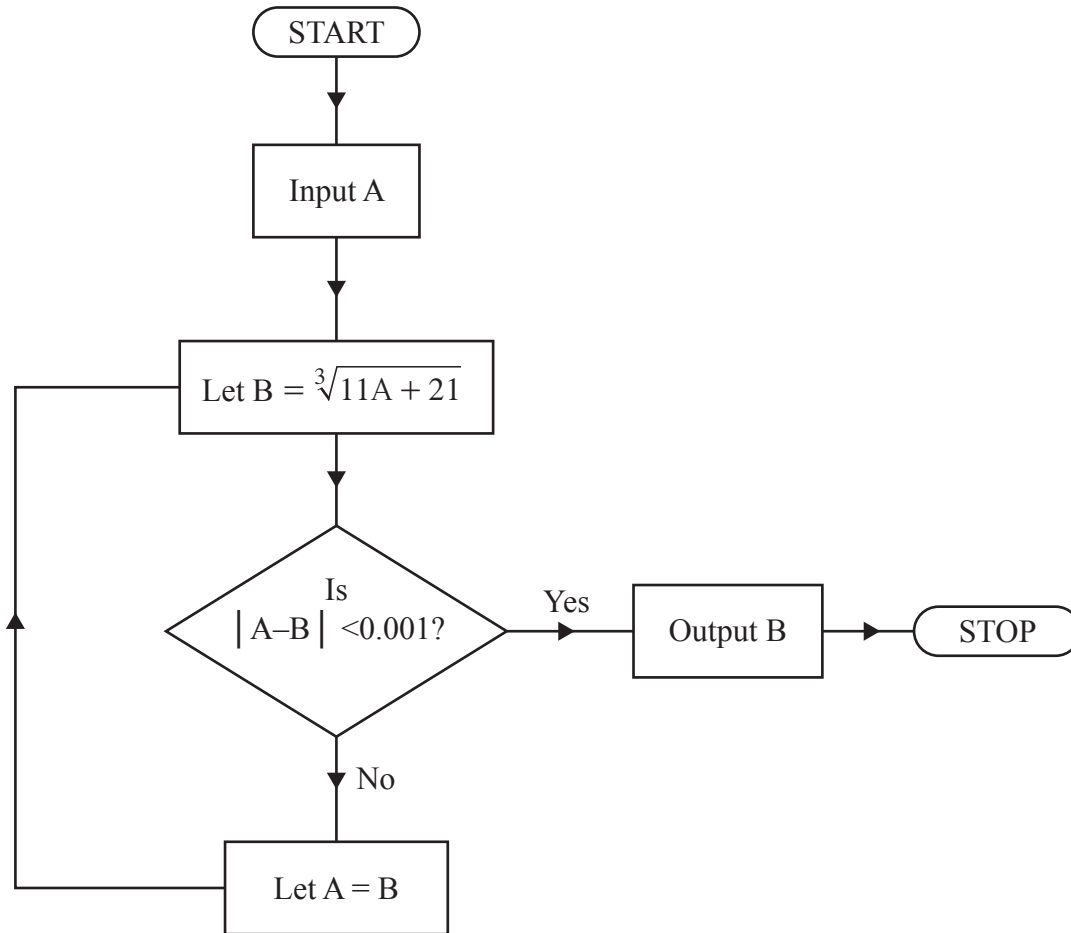 START
Input A
Let B = ∛(11A + 21)
Is
|A–B| <0.001?
Yes
Output B
STOP
No
Let A = B